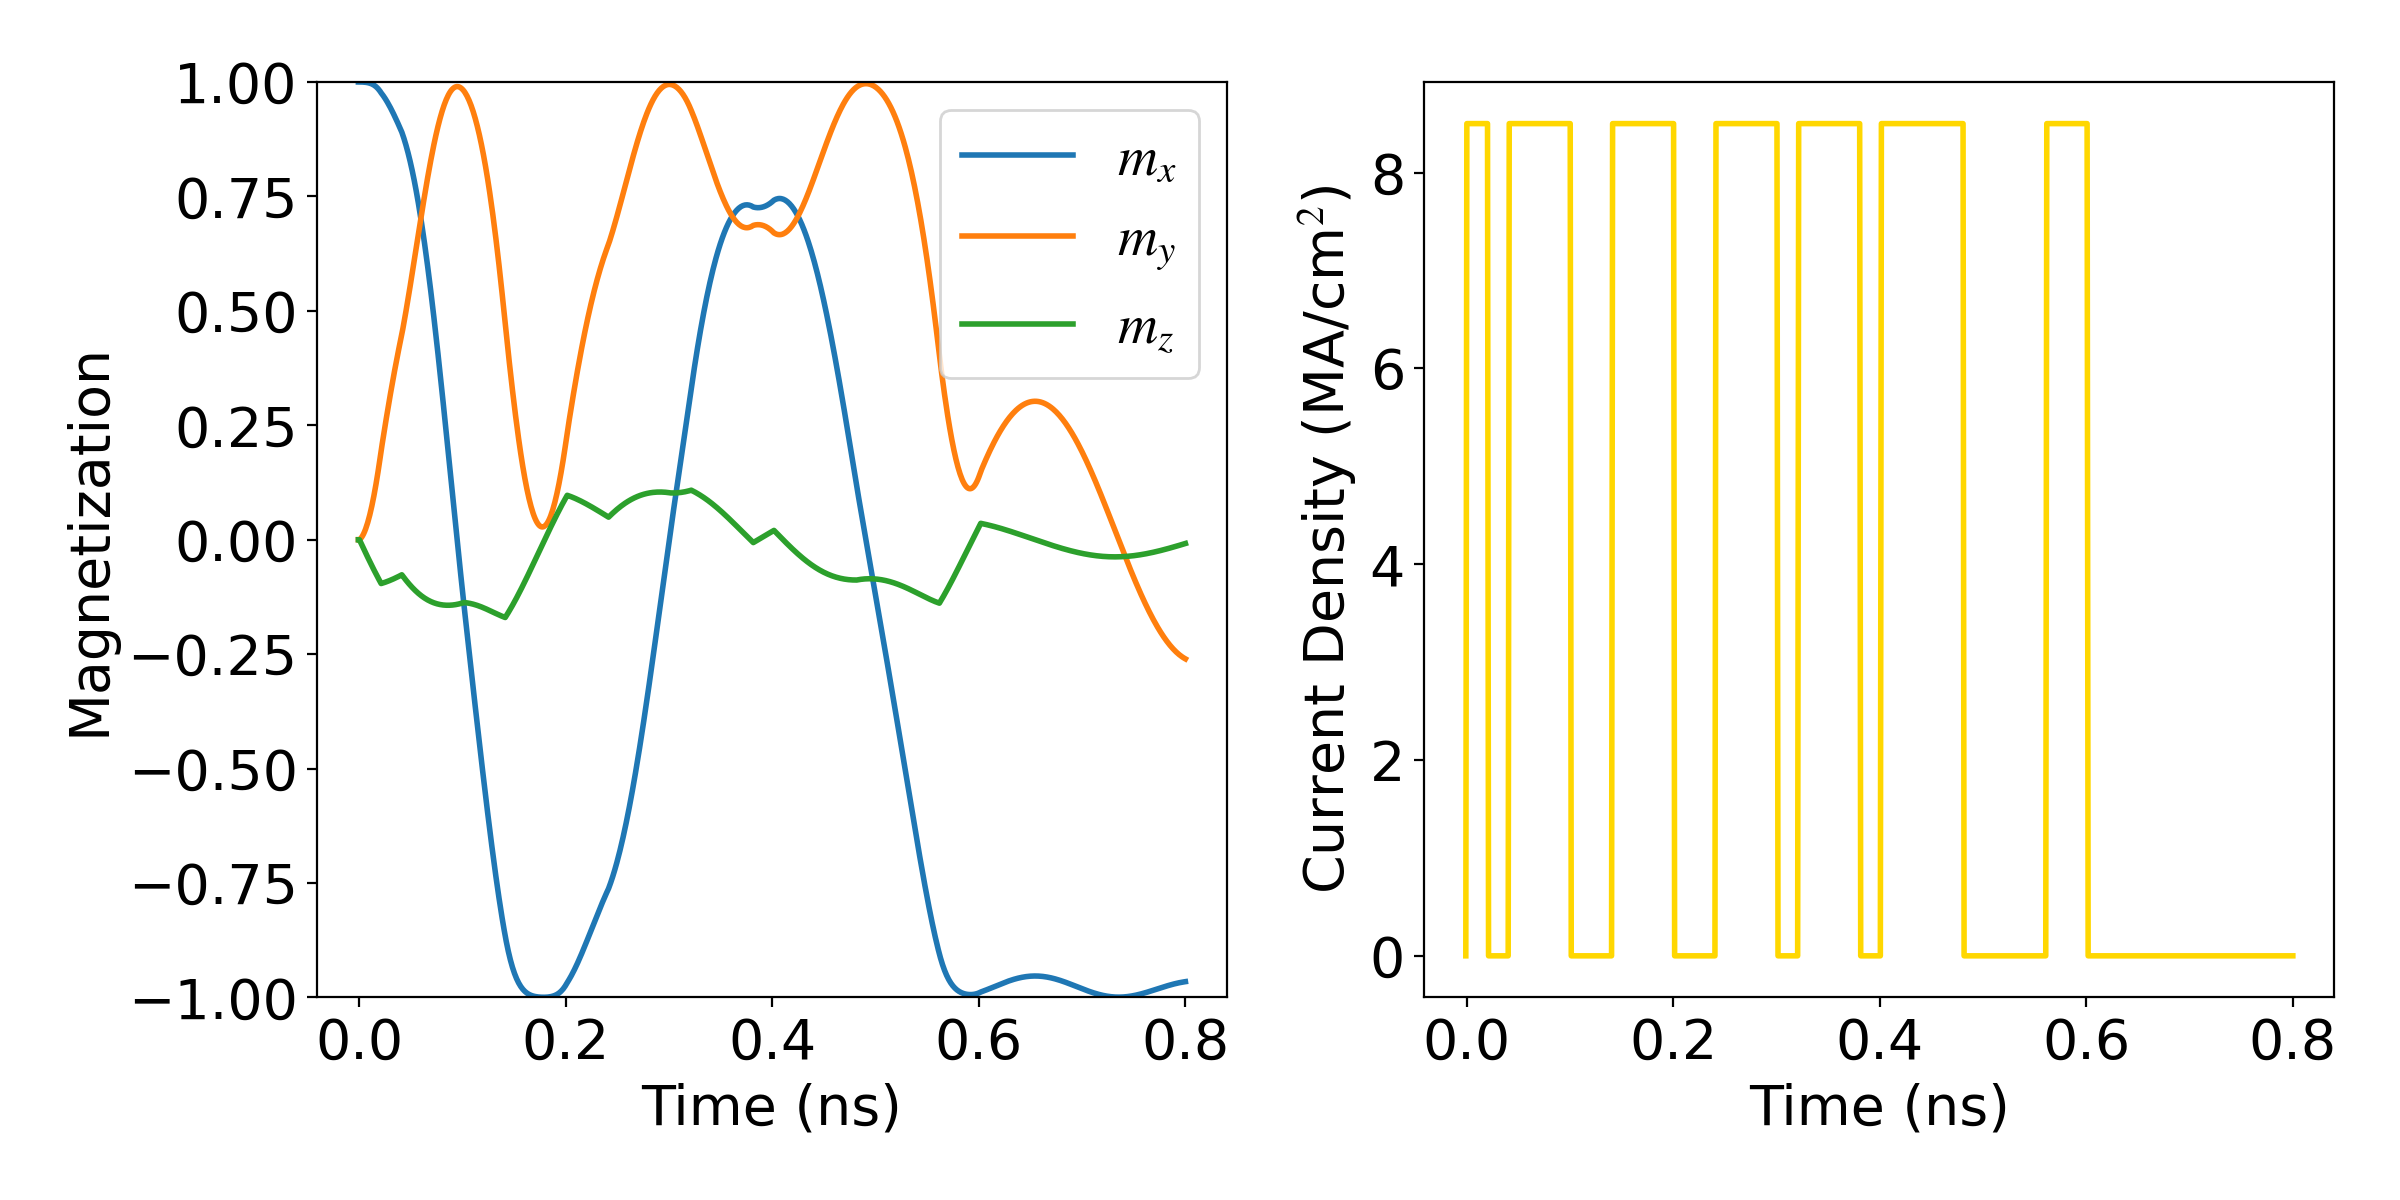 1.00
0.75
0.50
0.25
0.00
−0.25
−0.50
−0.75
−1.00
Magnetization
0.0 0.2 0.4 0.6 0.8
Time (ns)
mₓ
m_y
m_z
8
6
4
2
0
Current Density (MA/cm²)
0.0 0.2 0.4 0.6 0.8
Time (ns)